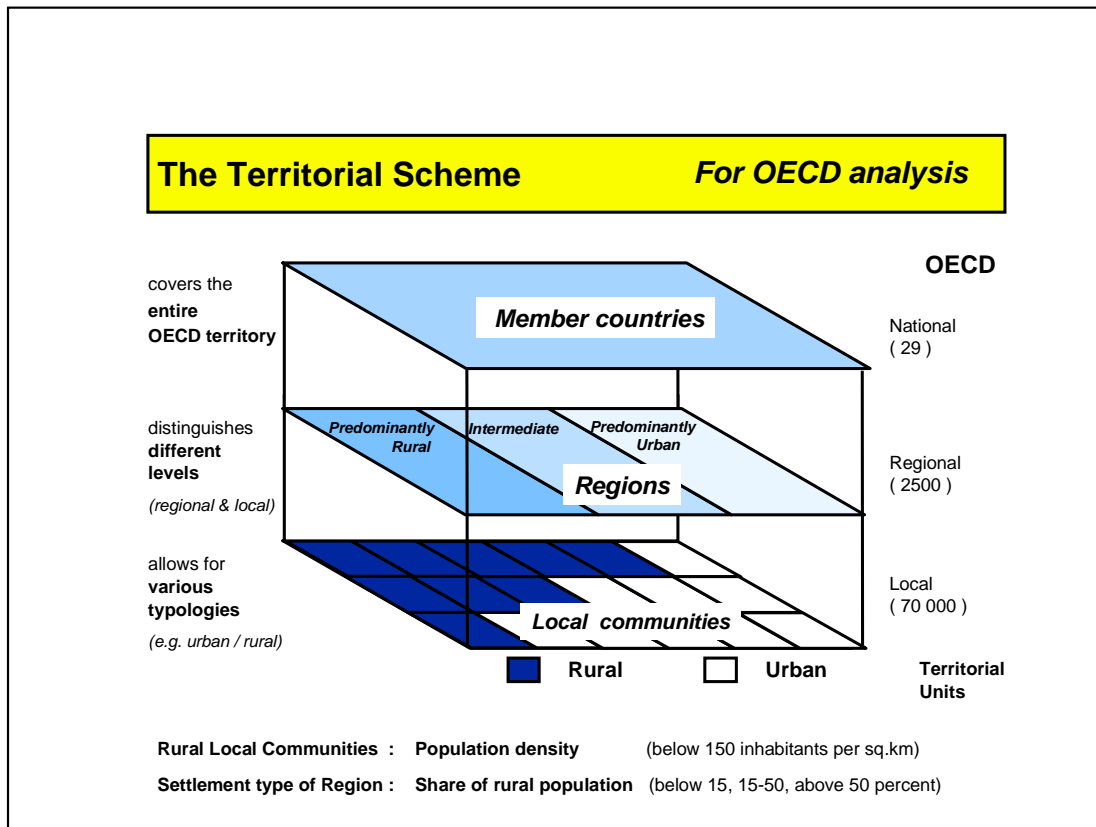 The Territorial Scheme For OECD analysis
OECD
covers the
entire
OECD territory
Member countries
National
( 29 )
distinguishes
different
levels
(regional & local)
Predominantly
Rural
Intermediate
Predominantly
Urban
Regions
Regional
( 2500 )
allows for
various
typologies
(e.g. urban / rural)
Local communities
Local
( 70 000 )
Rural Urban
Territorial
Units
Rural Local Communities : Population density (below 150 inhabitants per sq.km)
Settlement type of Region : Share of rural population (below 15, 15-50, above 50 percent)